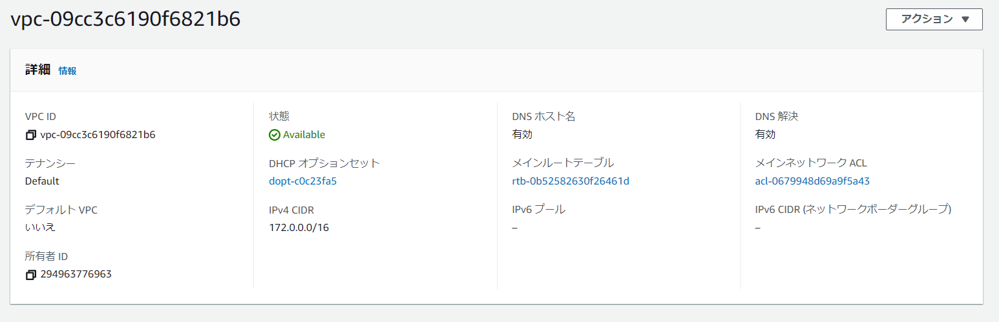 vpc-09cc3c6190f6821b6
アクション ▼
詳細 情報
VPC ID
vpc-09cc3c6190f6821b6
状態
Available
DNS ホスト名
有効
DNS 解決
有効
テナンシー
Default
DHCP オプションセット
dopt-c0c23fa5
メインルートテーブル
rtb-0b52582630f26461d
メインネットワーク ACL
acl-0679948d69a9f5a43
デフォルト VPC
いいえ
IPv4 CIDR
172.0.0.0/16
IPv6 プール
–
IPv6 CIDR (ネットワークボーダーグループ)
–
所有者 ID
294963776963